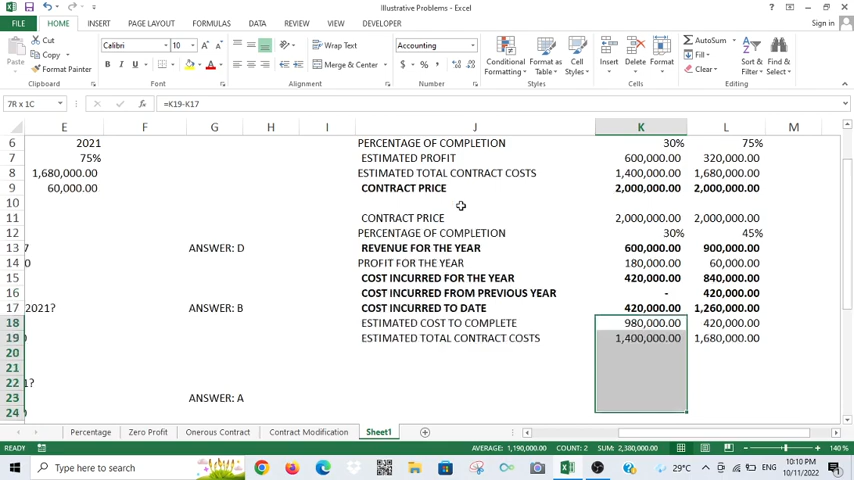 Illustrative Problems - Excel
FILE HOME INSERT PAGE LAYOUT FORMULAS DATA REVIEW VIEW DEVELOPER Sign in
Cut
Copy
Format Painter
Paste
Clipboard
Calibri 10
B I U
Font
Wrap Text
Merge & Center
Alignment
Accounting
$ % ,
Number
Conditional Formatting
Format as Table
Cell Styles
Styles
Insert Delete Format
Cells
AutoSum
Fill
Clear
Sort & Filter
Find & Select
Editing
7R x 1C fx =K19-K17
E F G H I J K L M
6 2021 PERCENTAGE OF COMPLETION 30% 75%
7 75% ESTIMATED PROFIT 600,000.00 320,000.00
8 1,680,000.00 ESTIMATED TOTAL CONTRACT COSTS 1,400,000.00 1,680,000.00
9 60,000.00 CONTRACT PRICE 2,000,000.00 2,000,000.00
10
11 CONTRACT PRICE 2,000,000.00 2,000,000.00
12 PERCENTAGE OF COMPLETION 30% 45%
13 ANSWER: D REVENUE FOR THE YEAR 600,000.00 900,000.00
14 PROFIT FOR THE YEAR 180,000.00 60,000.00
15 COST INCURRED FOR THE YEAR 420,000.00 840,000.00
16 COST INCURRED FROM PREVIOUS YEAR - 420,000.00
17 2021? ANSWER: B COST INCURRED TO DATE 420,000.00 1,260,000.00
18 ESTIMATED COST TO COMPLETE 980,000.00 420,000.00
19 ESTIMATED TOTAL CONTRACT COSTS 1,400,000.00 1,680,000.00
20
21
22 1?
23 ANSWER: A
24
Percentage Zero Profit Onerous Contract Contract Modification Sheet1
READY AVERAGE: 1,190,000.00 COUNT: 2 SUM: 2,380,000.00 140 %
Type here to search 29°C ENG 10:10 PM
10/11/2022